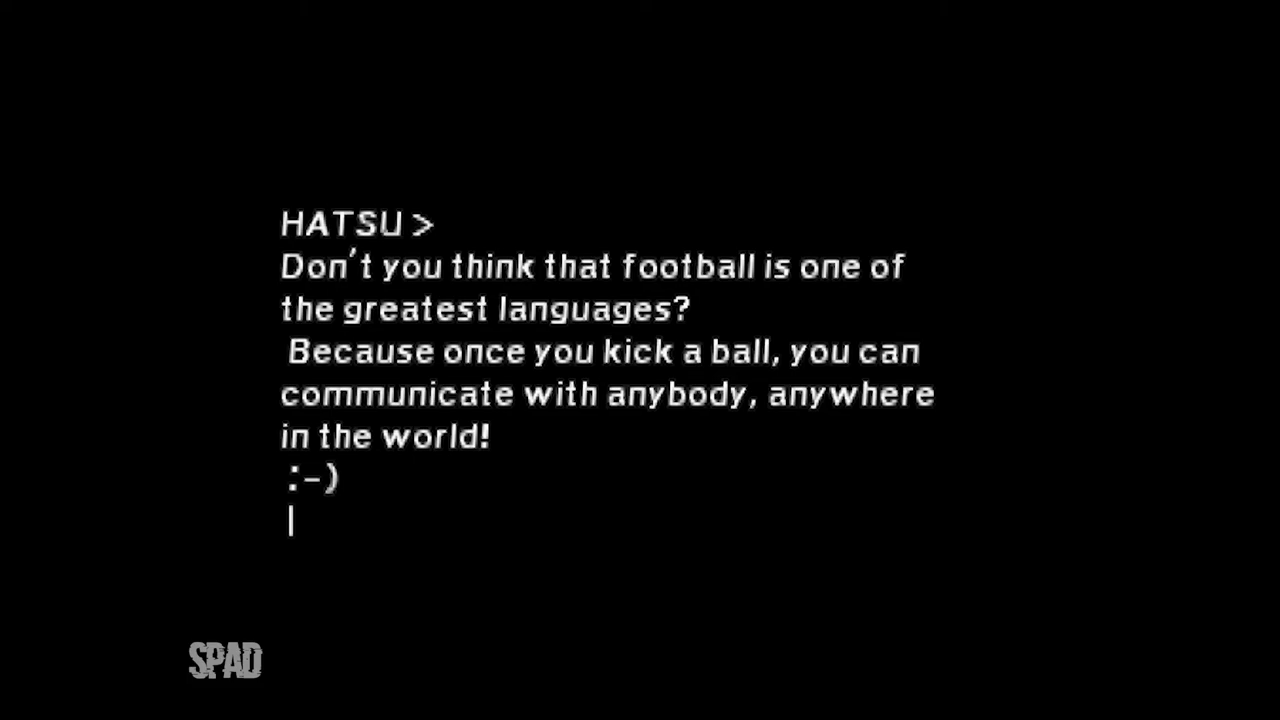 HATSU >
Don't you think that football is one of
the greatest languages?
Because once you kick a ball, you can
communicate with anybody, anywhere
in the world!
:-)
|
SPAD